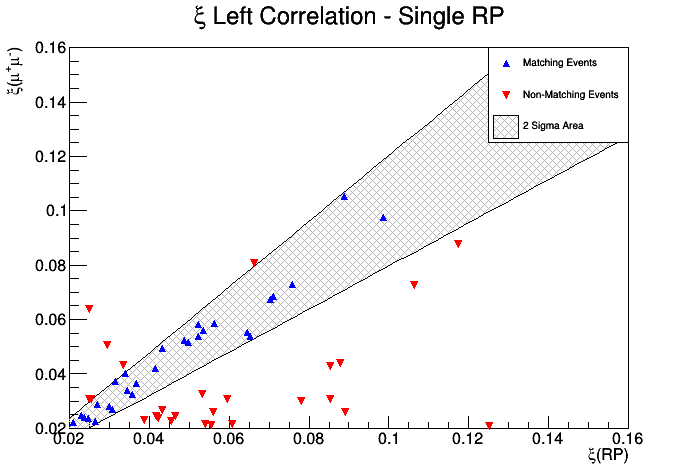 ξ Left Correlation - Single RP
ξ(μ⁺μ⁻)
0.16
0.14
0.12
0.1
0.08
0.06
0.04
0.02
Matching Events
Non-Matching Events
2 Sigma Area
0.02 0.04 0.06 0.08 0.1 0.12 0.14 0.16
ξ(RP)